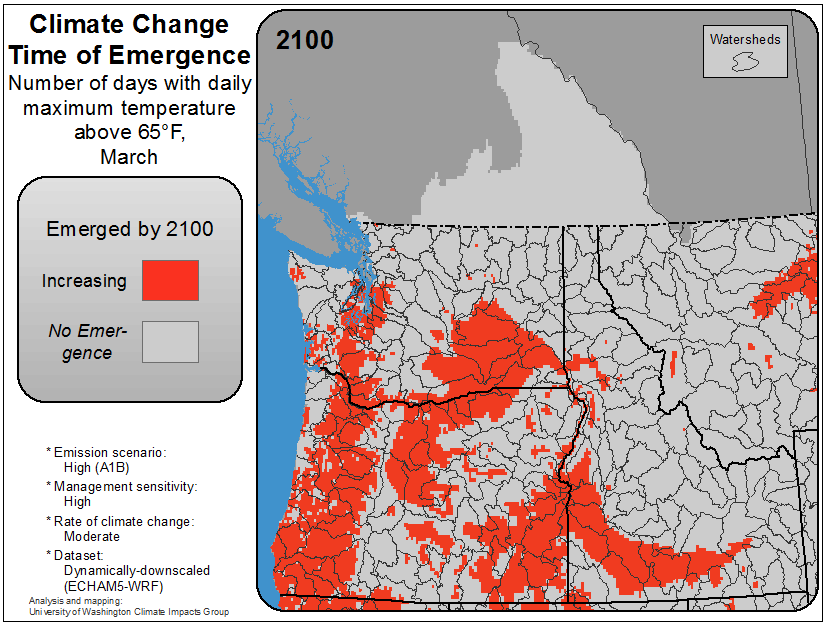 Climate Change
Time of Emergence
Number of days with daily
maximum temperature
above 65°F,
March
Emerged by 2100
Increasing
No Emer-
gence
* Emission scenario:
High (A1B)
* Management sensitivity:
High
* Rate of climate change:
Moderate
* Dataset:
Dynamically-downscaled
(ECHAM5-WRF)
Analysis and mapping:
University of Washington Climate Impacts Group
2100
Watersheds